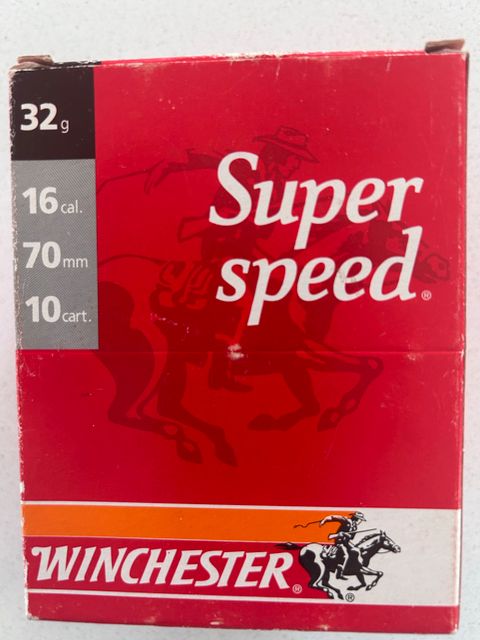 32g
16 cal.
70mm
10 cart.
Super
speed®
WINCHESTER®
®